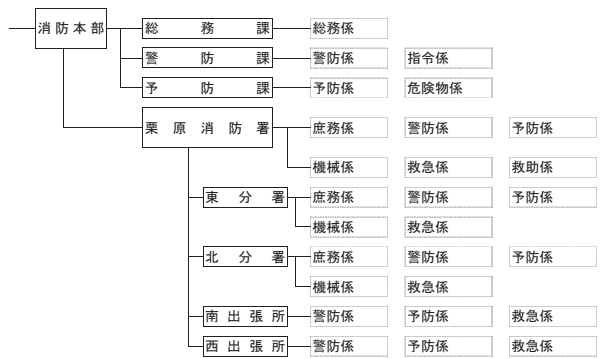 消防本部 総務課 総務係
警防課 警防係 指令係
予防課 予防係 危険物係
栗原消防署 庶務係 警防係 予防係
機械係 救急係 救助係
東分署 庶務係 警防係 予防係
機械係 救急係
北分署 庶務係 警防係 予防係
機械係 救急係
南出張所 警防係 予防係 救急係
西出張所 警防係 予防係 救急係